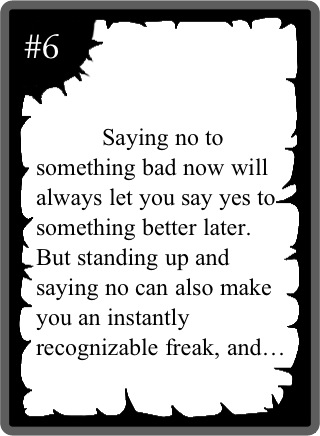 #6
Saying no to
something bad now will
always let you say yes to
something better later.
But standing up and
saying no can also make
you an instantly
recognizable freak, and…